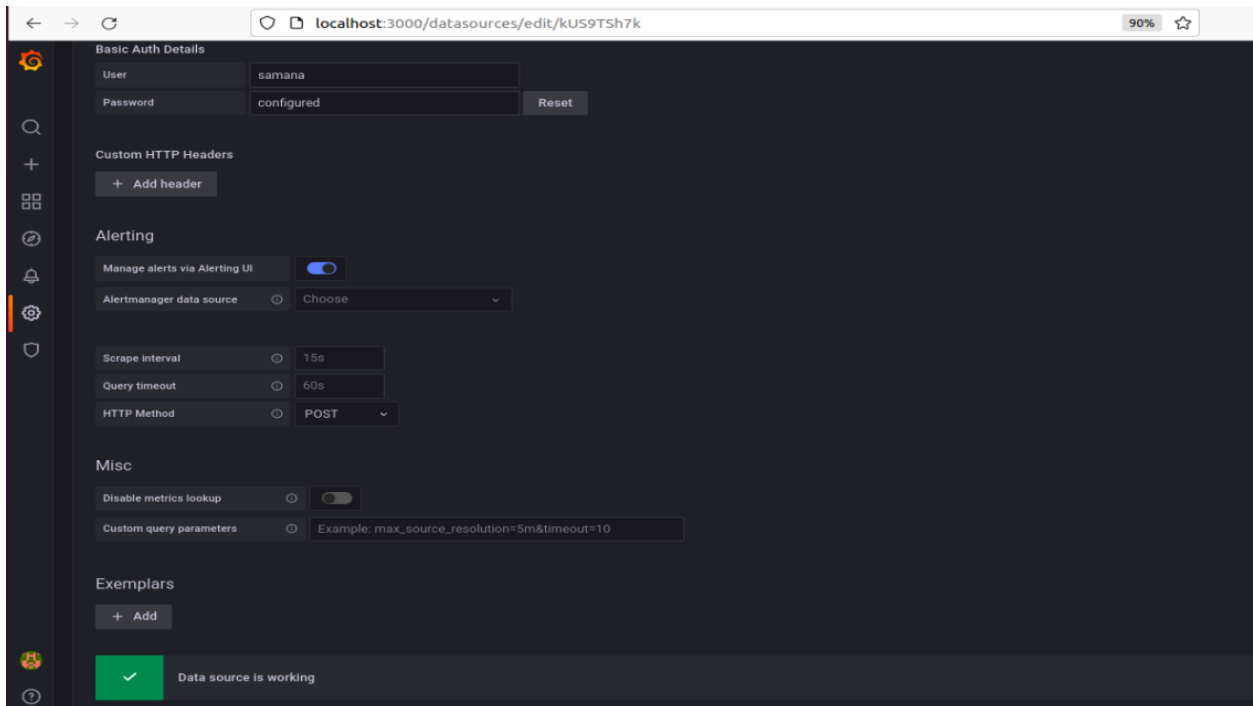 localhost:3000/datasources/edit/kUS9TSh7k
90%
Basic Auth Details
User
samana
Password
configured
Reset
Custom HTTP Headers
+ Add header
Alerting
Manage alerts via Alerting UI
Alertmanager data source
Choose
Scrape interval
15s
Query timeout
60s
HTTP Method
POST
Misc
Disable metrics lookup
Custom query parameters
Example: max_source_resolution=5m&timeout=10
Exemplars
+ Add
Data source is working